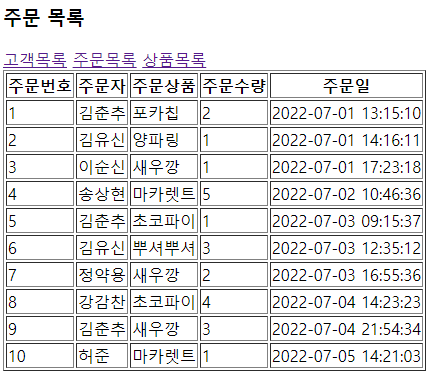 주문 목록
고객목록 주문목록 상품목록
주문번호 주문자 주문상품 주문수량 주문일
1 김춘추 포카칩 2 2022-07-01 13:15:10
2 김유신 양파링 1 2022-07-01 14:16:11
3 이순신 새우깡 1 2022-07-01 17:23:18
4 송상현 마카렛트 5 2022-07-02 10:46:36
5 김춘추 초코파이 1 2022-07-03 09:15:37
6 김유신 뿌셔뿌셔 3 2022-07-03 12:35:12
7 정약용 새우깡 2 2022-07-03 16:55:36
8 강감찬 초코파이 4 2022-07-04 14:23:23
9 김춘추 새우깡 3 2022-07-04 21:54:34
10 허준 마카렛트 1 2022-07-05 14:21:03